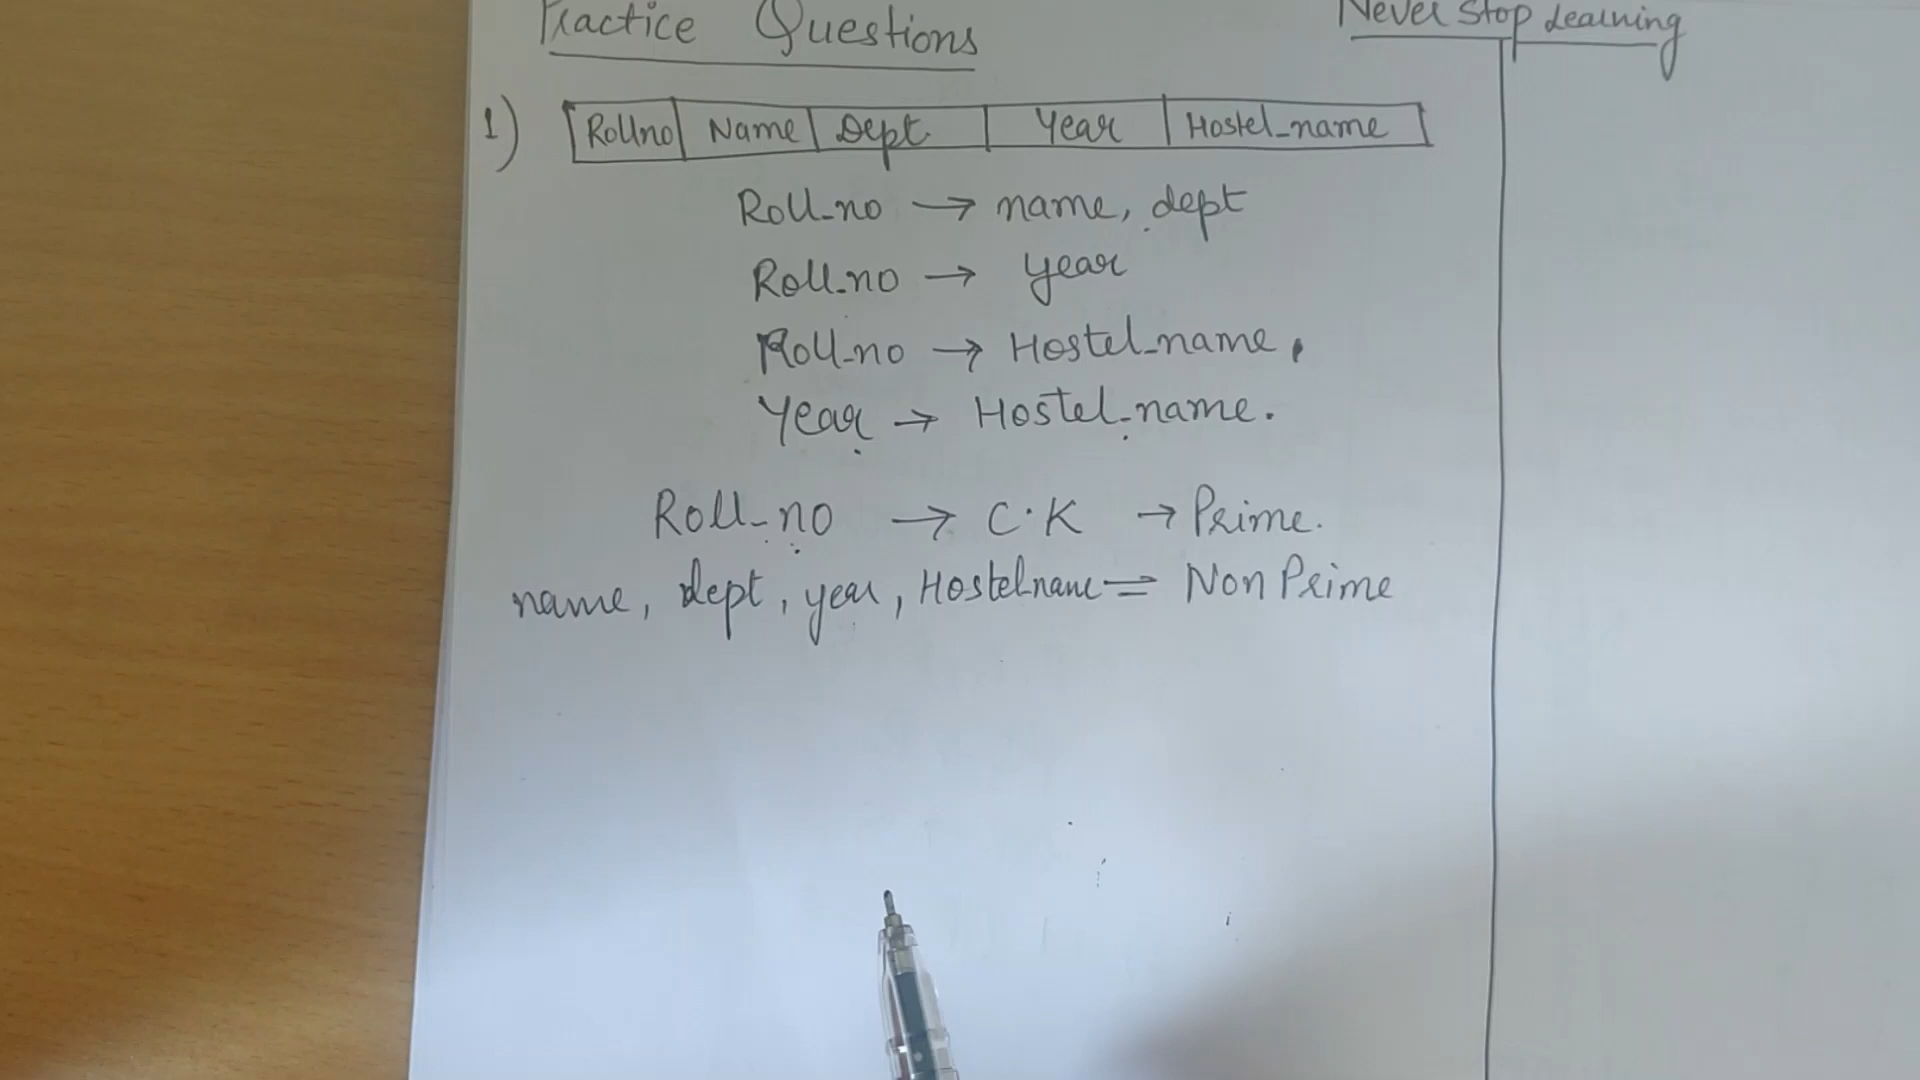 Practice Questions
Never Stop Learning
1) Rollno Name Dept Year Hostel_name
Roll_no → name, dept
Roll_no → year
Roll_no → Hostel_name.
Year → Hostel_name.
Roll_no → C.K → Prime.
name, dept, year, Hostelname = Non Prime